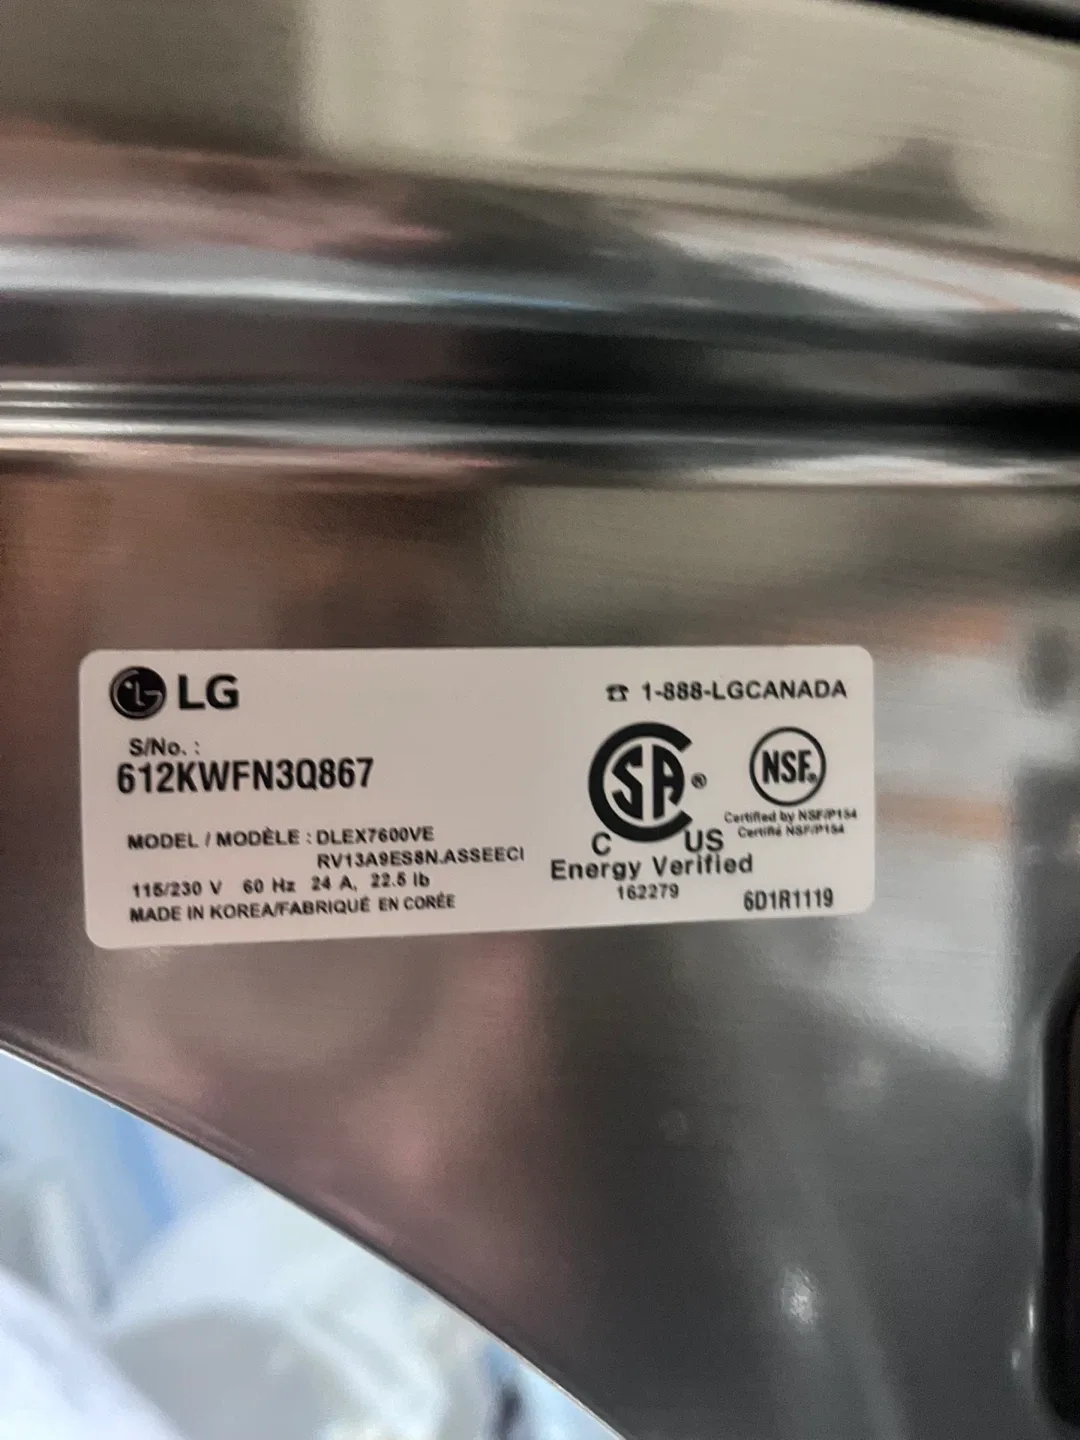 LG
1-888-LGCANADA
S/No. :
612KWFN3Q867
SA ®
NSF®
C US
Certified by NSF/P154
Certifié NSF/P154
MODEL / MODÈLE : DLEX7600VE
RV13A9ES8N.ASSEECI
Energy Verified
162279
115/230 V 60 Hz 24 A, 22.5 lb
MADE IN KOREA/FABRIQUÉ EN CORÉE
6D1R1119